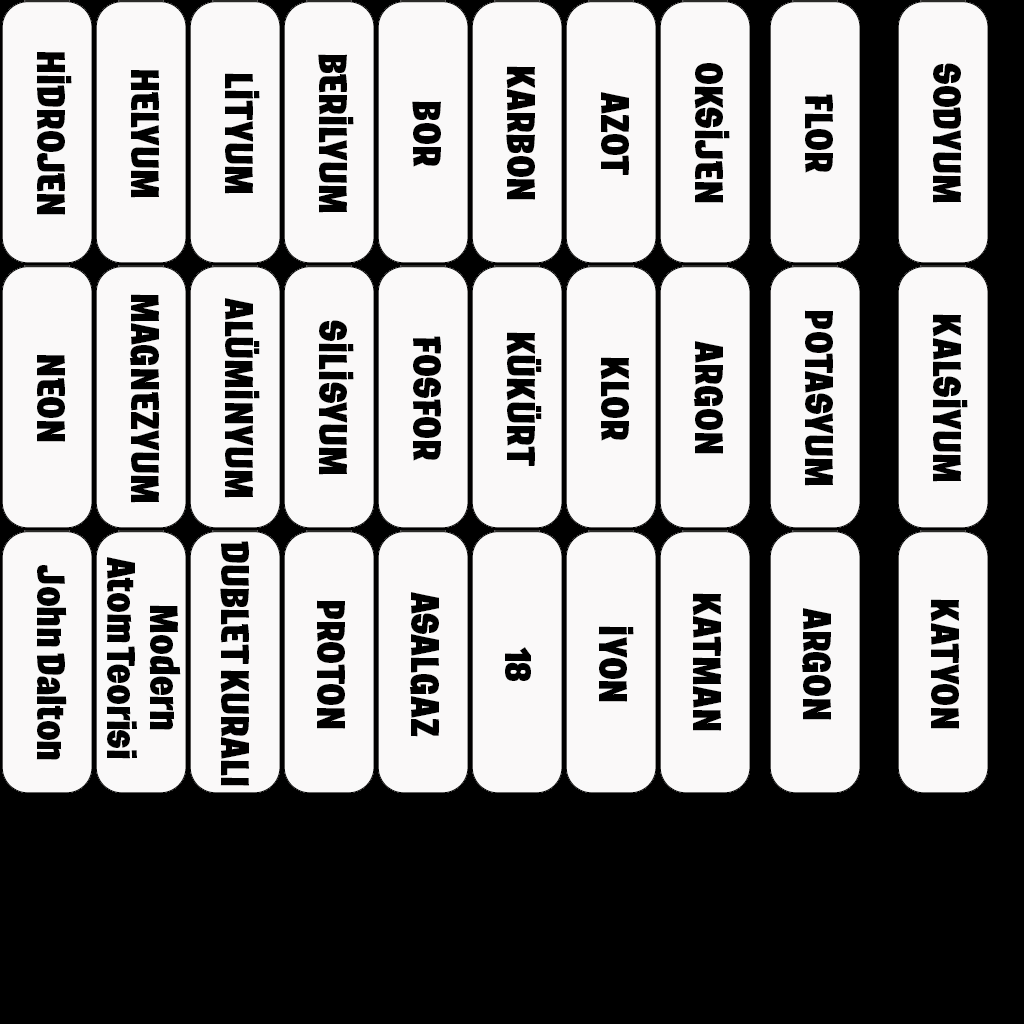 HİDROJEN
HELYUM
LİTYUM
BERİLYUM
BOR
KARBON
AZOT
OKSİJEN
FLOR
SODYUM
NEON
MAGNEZYUM
ALÜMİNYUM
SİLİSYUM
FOSFOR
KÜKÜRT
KLOR
ARGON
POTASYUM
KALSİYUM
John Dalton
Modern
Atom Teorisi
DUBLET KURALI
PROTON
ASALGAZ
18
İYON
KATMAN
ARGON
KATYON